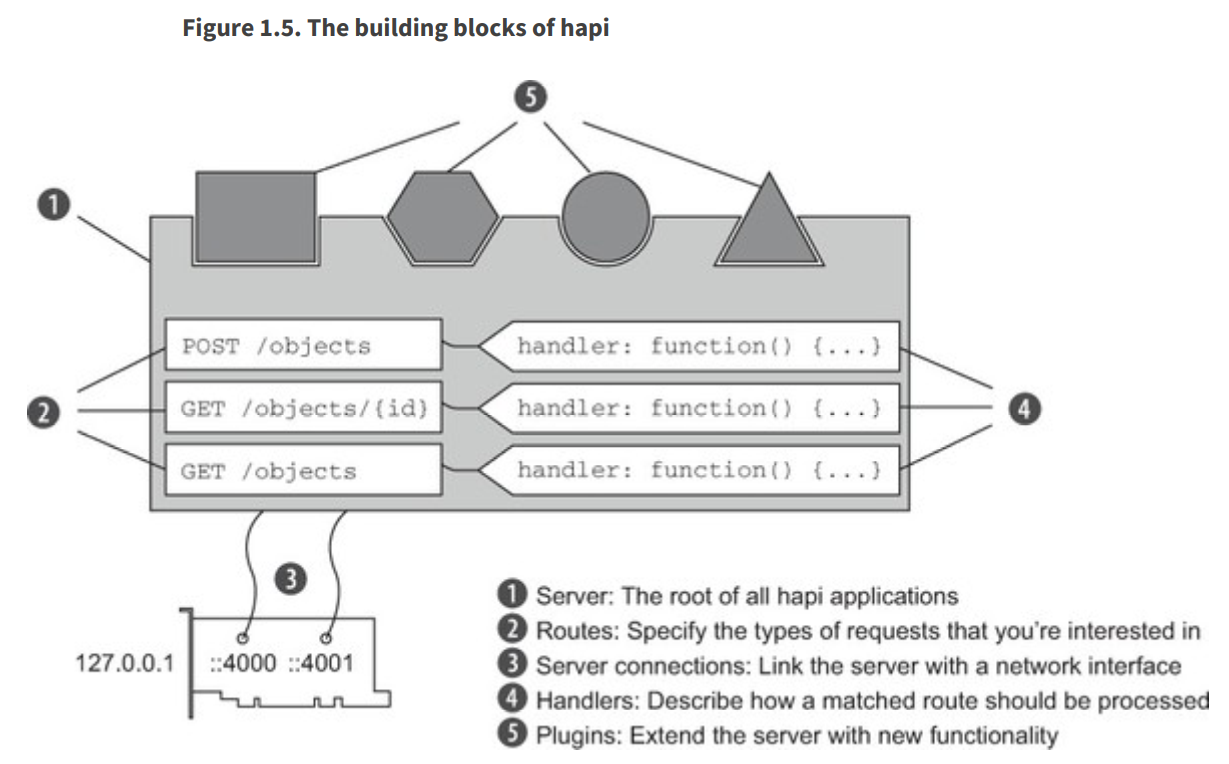 Figure 1.5. The building blocks of hapi
5
1
POST /objects
handler: function() {...}
2
GET /objects/{id}
handler: function() {...}
4
GET /objects
handler: function() {...}
3
127.0.0.1
::4000 ::4001
1 Server: The root of all hapi applications
2 Routes: Specify the types of requests that you’re interested in
3 Server connections: Link the server with a network interface
4 Handlers: Describe how a matched route should be processed
5 Plugins: Extend the server with new functionality